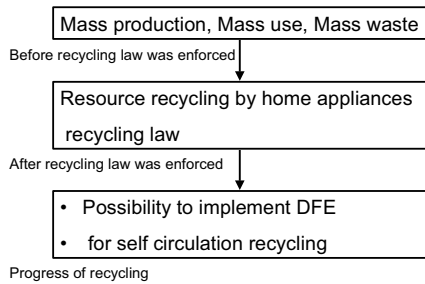 Mass production, Mass use, Mass waste
Before recycling law was enforced
Resource recycling by home appliances
recycling law
After recycling law was enforced
• Possibility to implement DFE
• for self circulation recycling
Progress of recycling